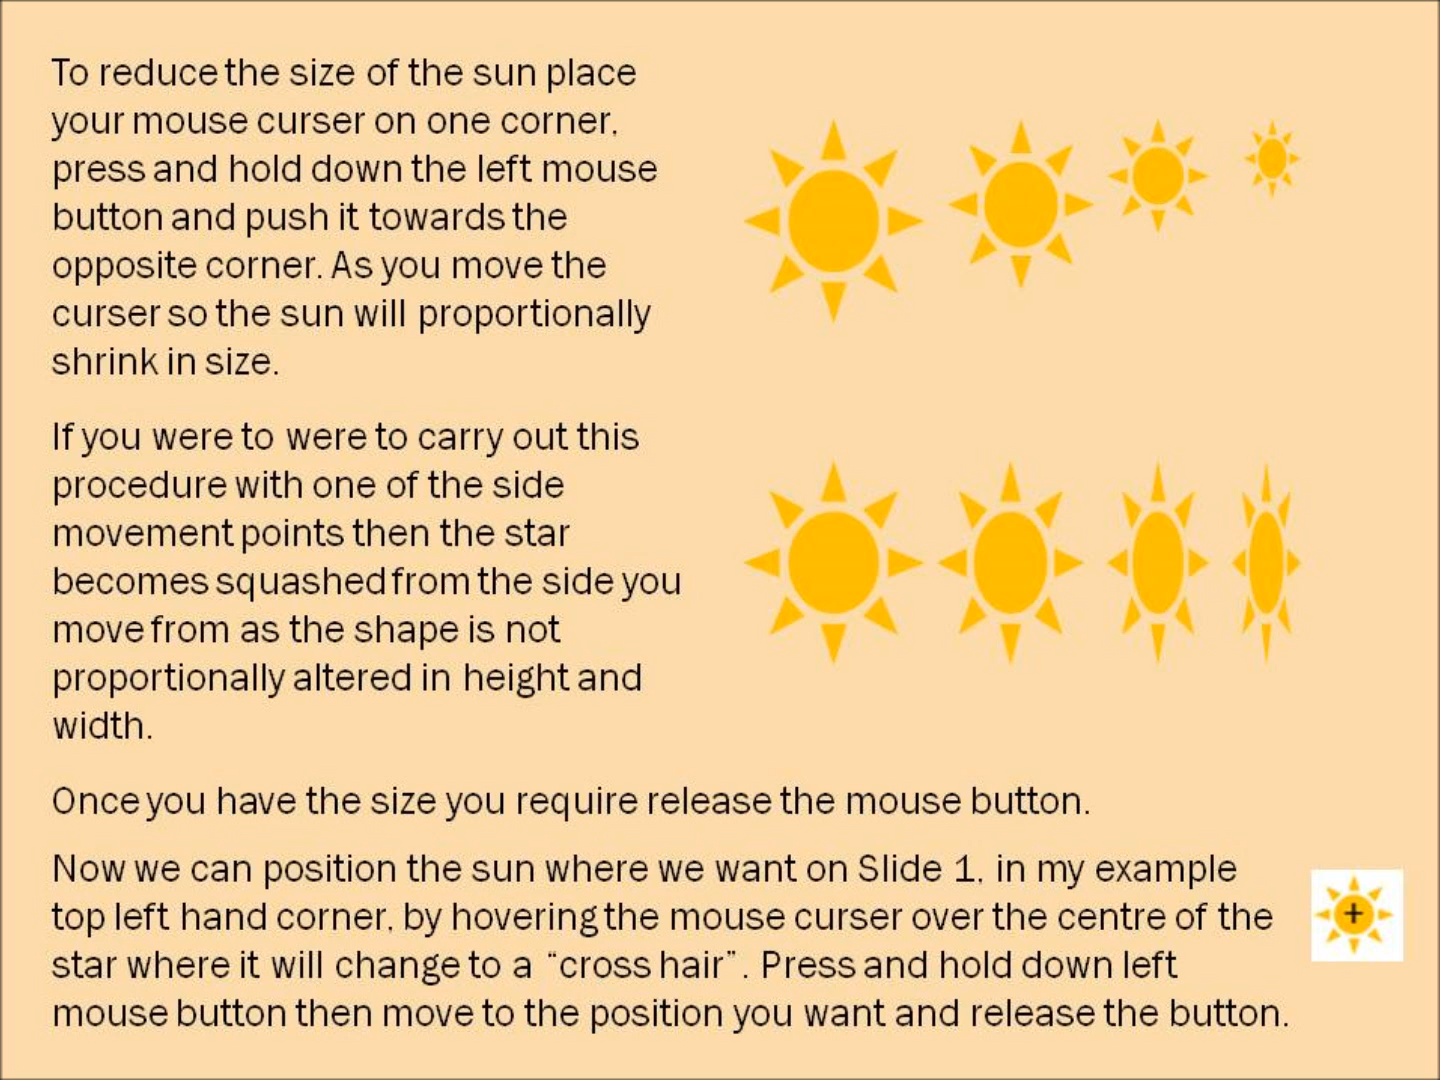 To reduce the size of the sun place
your mouse curser on one corner,
press and hold down the left mouse
button and push it towards the
opposite corner. As you move the
curser so the sun will proportionally
shrink in size.
If you were to were to carry out this
procedure with one of the side
movement points then the star
becomes squashed from the side you
move from as the shape is not
proportionally altered in height and
width.
Once you have the size you require release the mouse button.
Now we can position the sun where we want on Slide 1, in my example
top left hand corner, by hovering the mouse curser over the centre of the
star where it will change to a “cross hair”. Press and hold down left
mouse button then move to the position you want and release the button.